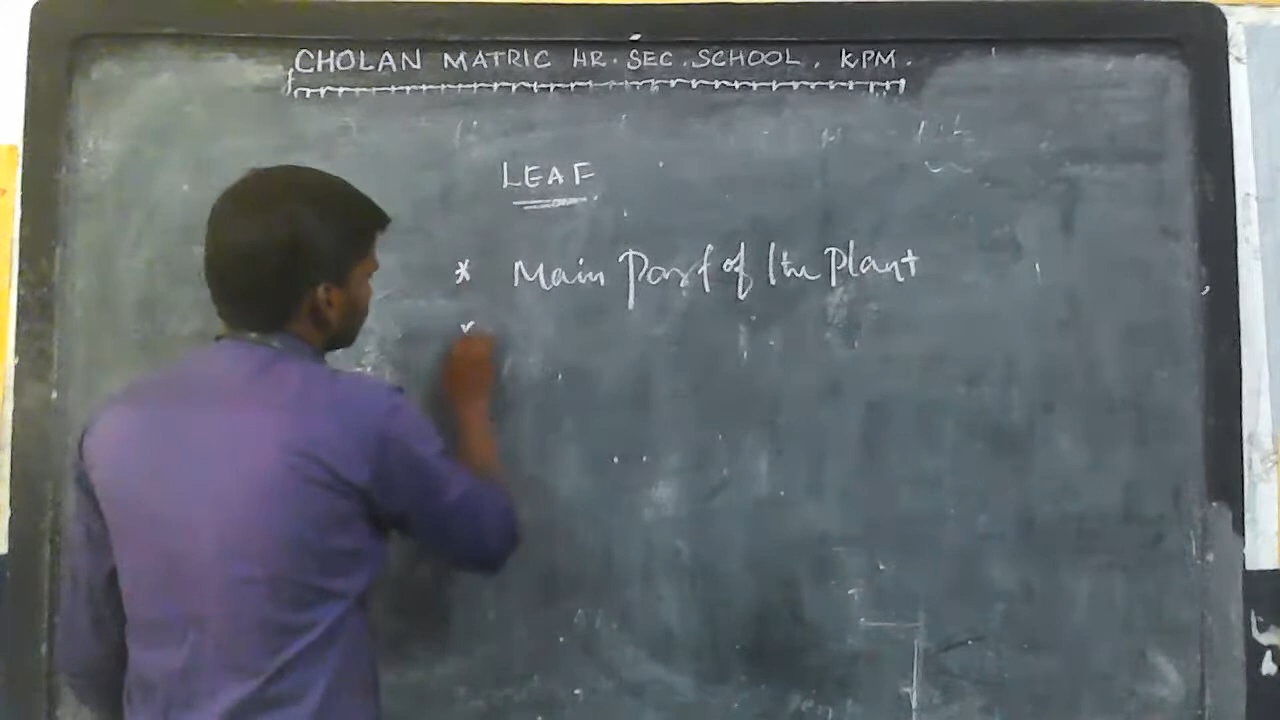 CHOLAN MATRIC HR. SEC. SCHOOL, KPM.
LEAF
* Main Part of the Plant